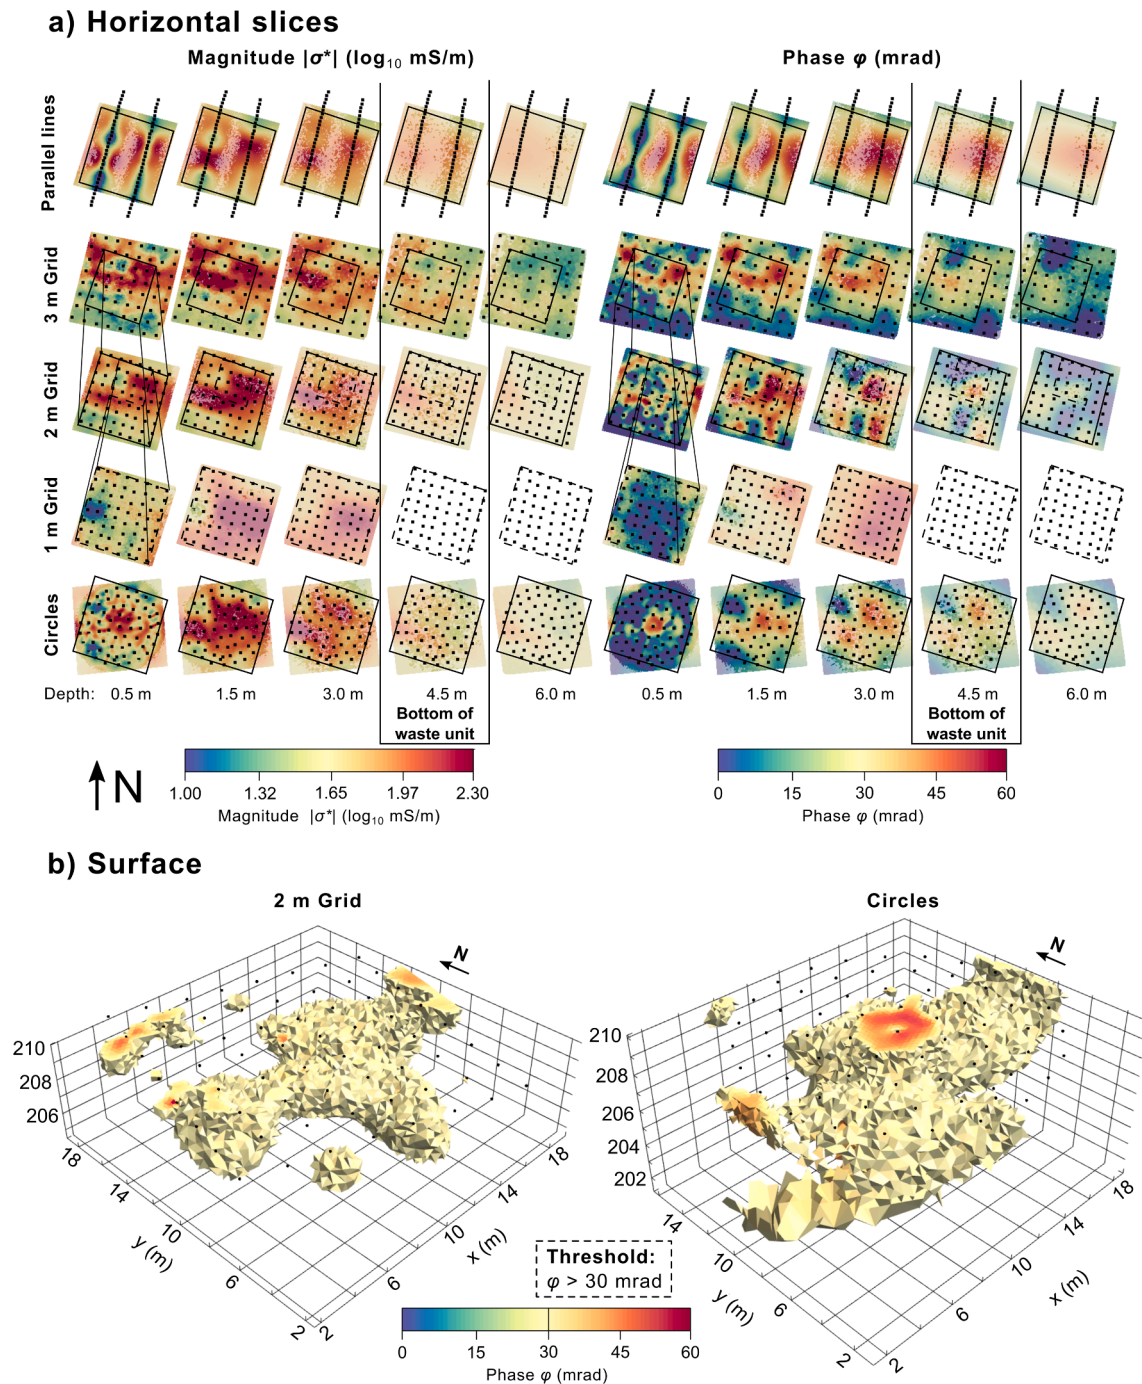 a) Horizontal slices
Magnitude |σ*| (log10 mS/m)
Phase φ (mrad)
Parallel lines
3 m Grid
2 m Grid
1 m Grid
Circles
Depth: 0.5 m 1.5 m 3.0 m 4.5 m 6.0 m 0.5 m 1.5 m 3.0 m 4.5 m 6.0 m
Bottom of
waste unit
Bottom of
waste unit
N
1.00 1.32 1.65 1.97 2.30
Magnitude |σ*| (log10 mS/m)
0 15 30 45 60
Phase φ (mrad)
b) Surface
2 m Grid
N
210
208
206
18
14
10
6
2
y (m)
2
6
10
14
18
x (m)
Circles
N
210
208
206
204
202
14
10
6
2
y (m)
2
6
10
14
18
x (m)
Threshold:
φ > 30 mrad
0 15 30 45 60
Phase φ (mrad)